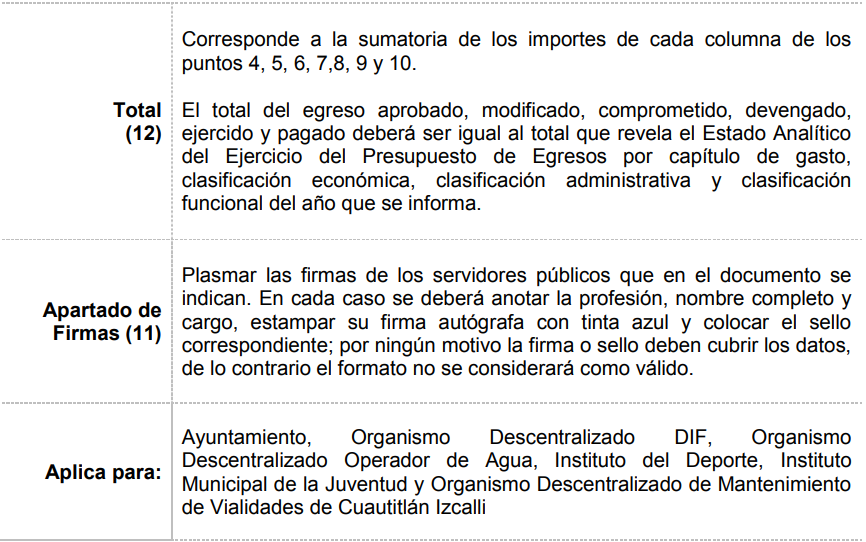 Corresponde a la sumatoria de los importes de cada columna de los
puntos 4, 5, 6, 7,8, 9 y 10.
Total
(12)
El total del egreso aprobado, modificado, comprometido, devengado,
ejercido y pagado deberá ser igual al total que revela el Estado Analítico
del Ejercicio del Presupuesto de Egresos por capítulo de gasto,
clasificación económica, clasificación administrativa y clasificación
funcional del año que se informa.
Apartado de
Firmas (11)
Plasmar las firmas de los servidores públicos que en el documento se
indican. En cada caso se deberá anotar la profesión, nombre completo y
cargo, estampar su firma autógrafa con tinta azul y colocar el sello
correspondiente; por ningún motivo la firma o sello deben cubrir los datos,
de lo contrario el formato no se considerará como válido.
Aplica para:
Ayuntamiento, Organismo Descentralizado DIF, Organismo
Descentralizado Operador de Agua, Instituto del Deporte, Instituto
Municipal de la Juventud y Organismo Descentralizado de Mantenimiento
de Vialidades de Cuautitlán Izcalli